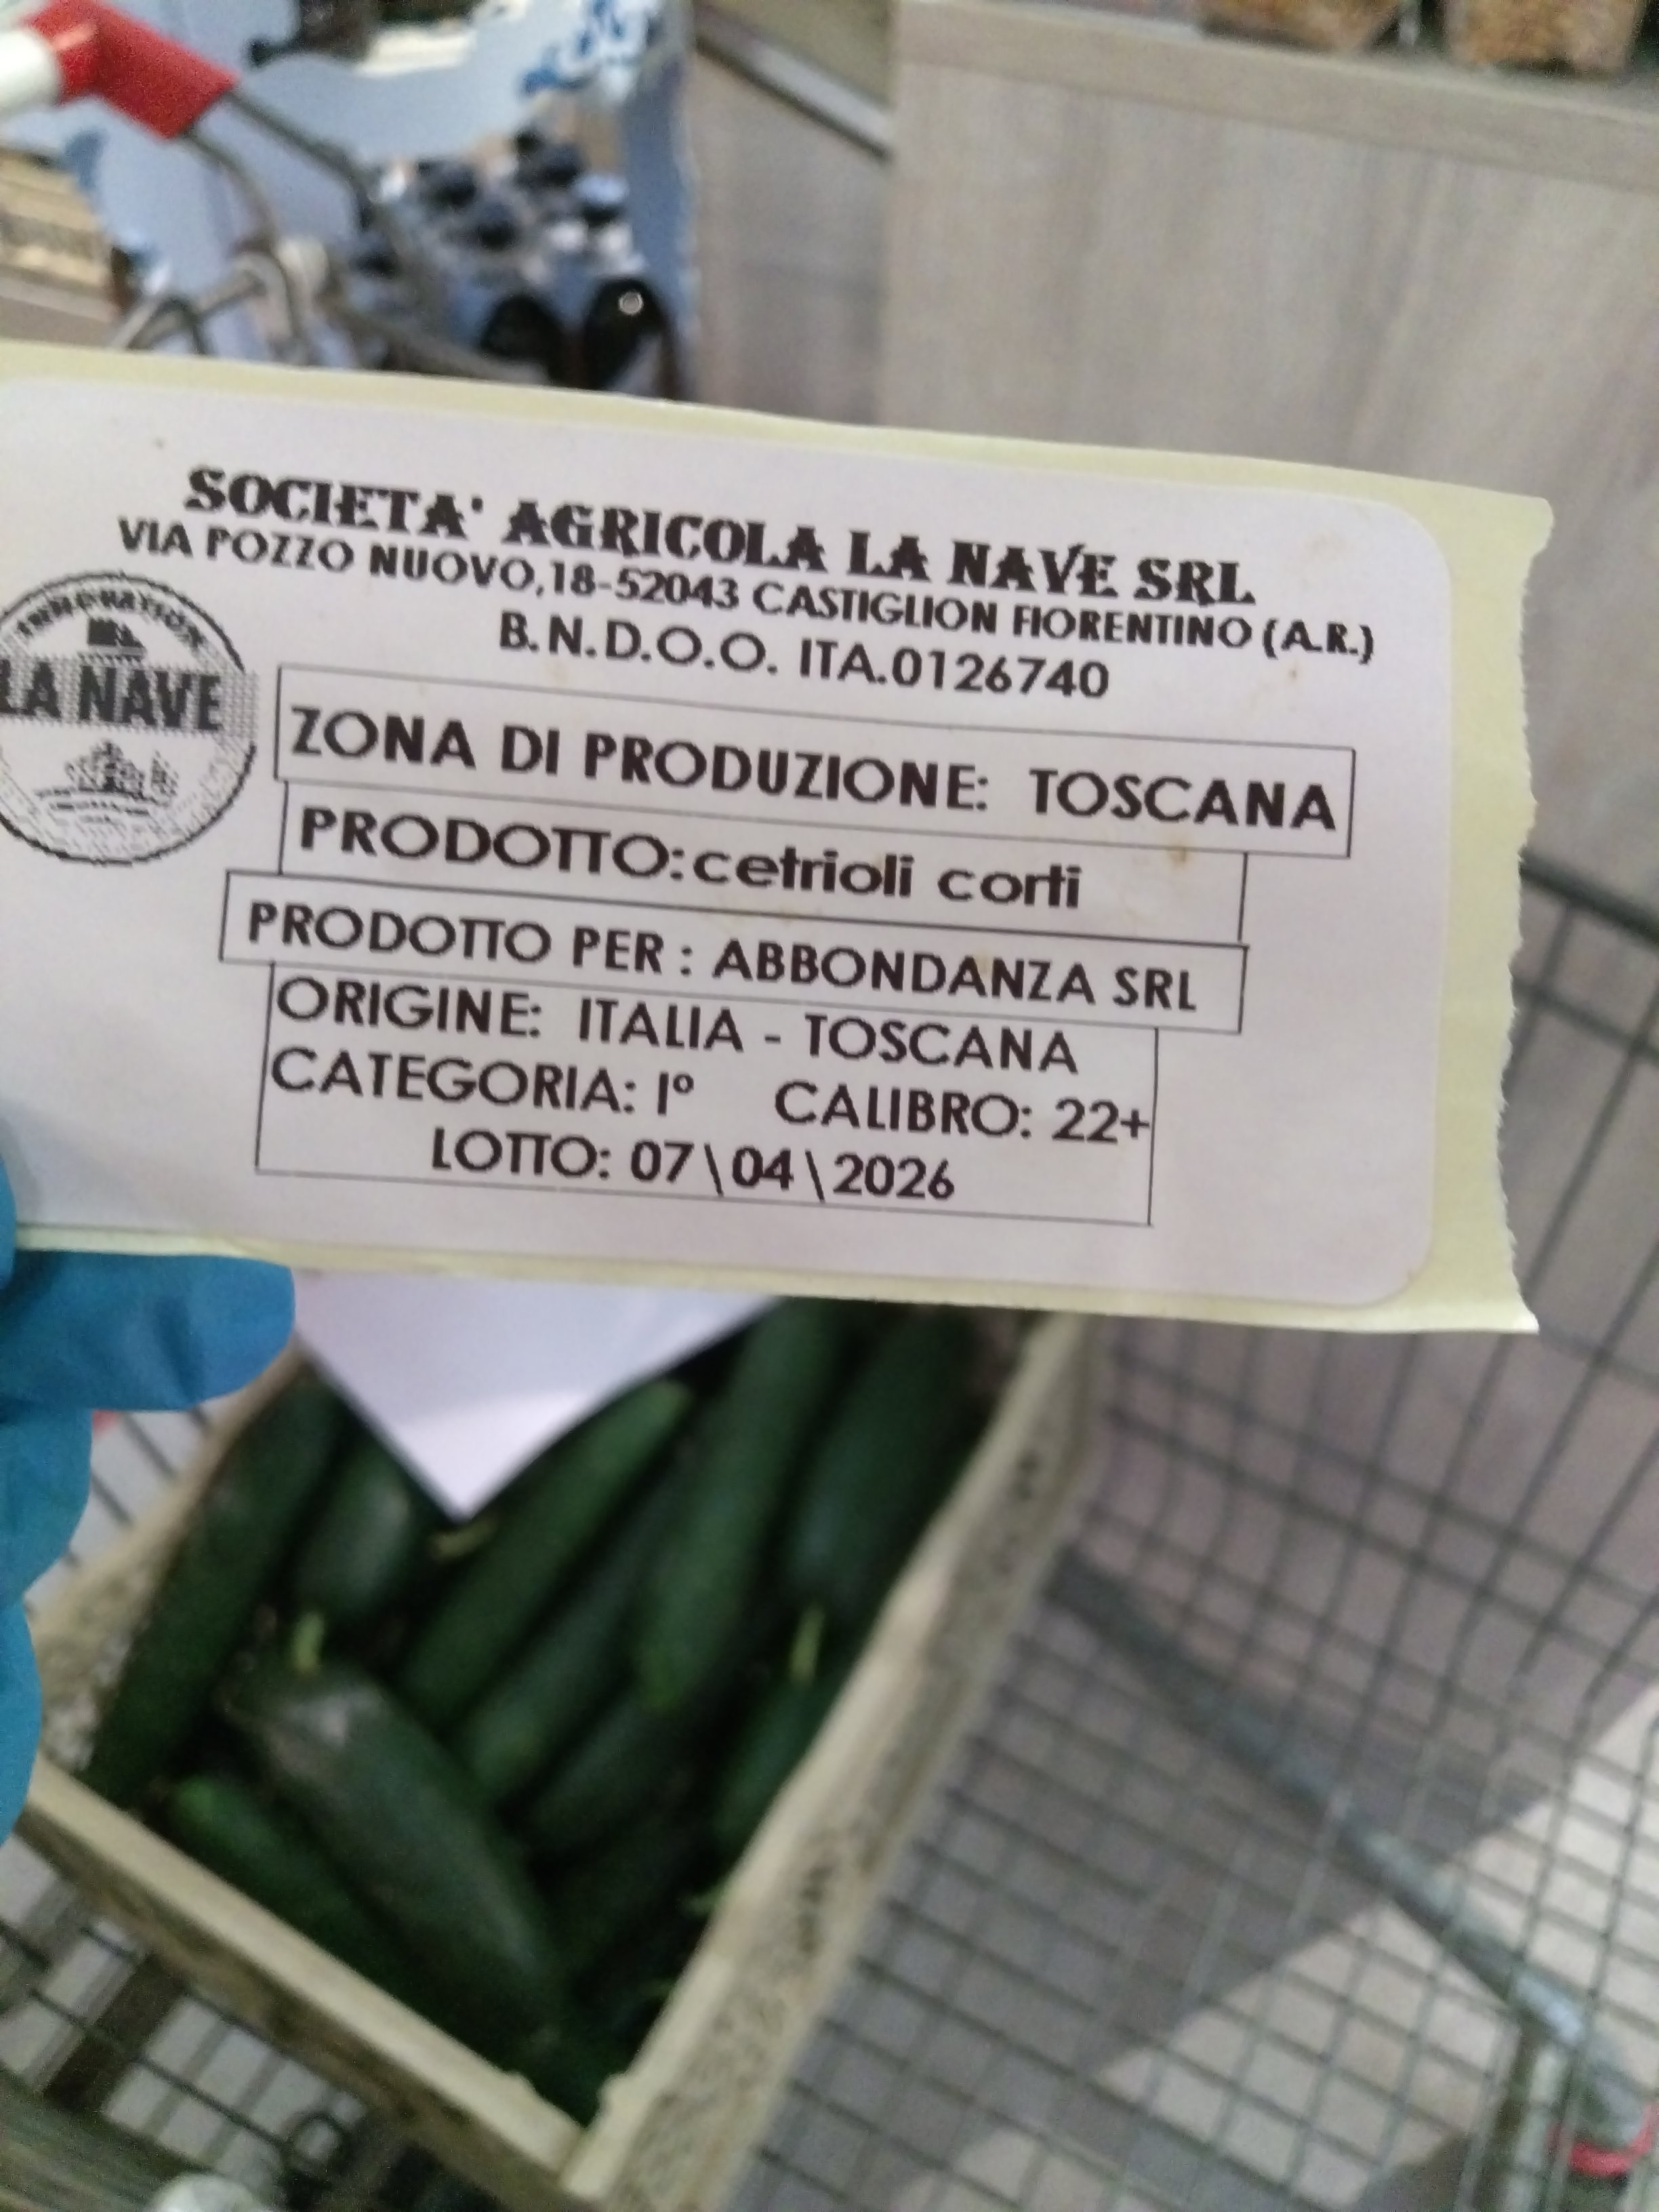 SOCIETA' AGRICOLA LA NAVE SRL
VIA POZZO NUOVO,18-52043 CASTIGLION FIORENTINO (A.R.)
B.N.D.O.O. ITA.0126740
INNOVATION
LA NAVE
ZONA DI PRODUZIONE: TOSCANA
PRODOTTO:cetrioli corti
PRODOTTO PER : ABBONDANZA SRL
ORIGINE: ITALIA - TOSCANA
CATEGORIA: I° CALIBRO: 22+
LOTTO: 07\04\2026